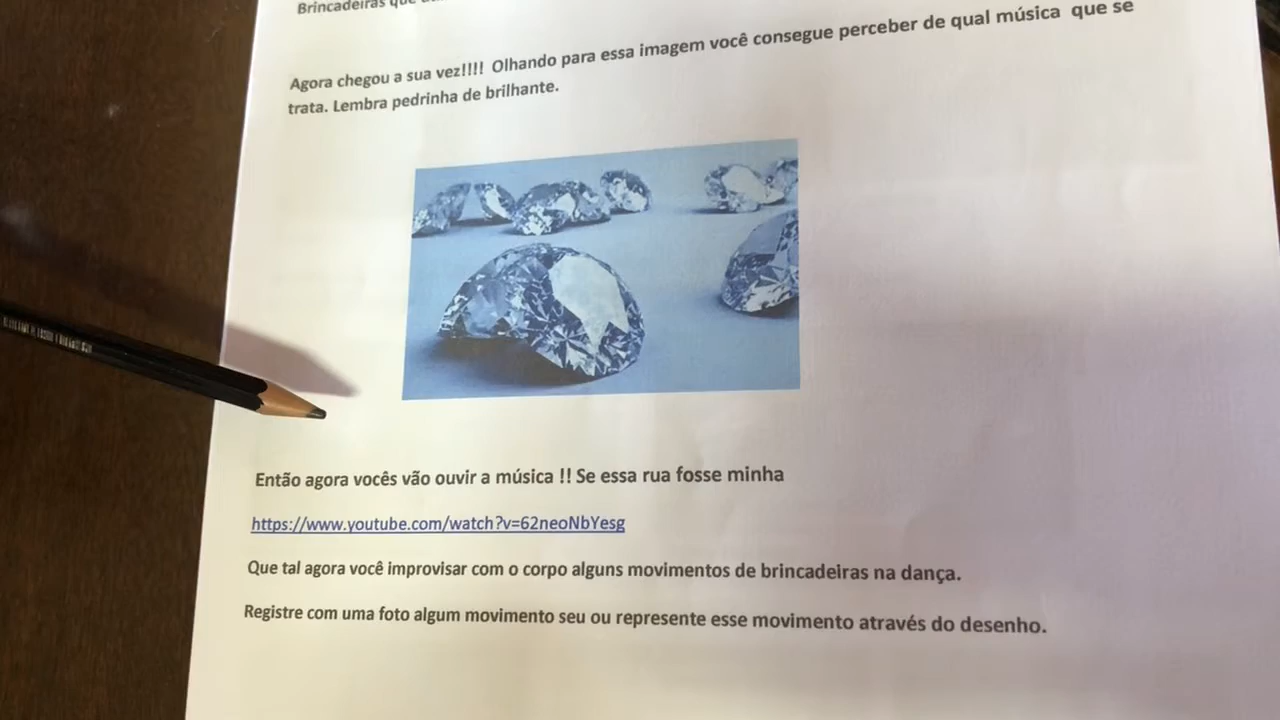 Brincadeiras que
Agora chegou a sua vez!!!! Olhando para essa imagem você consegue perceber de qual música que se
trata. Lembra pedrinha de brilhante.
Então agora vocês vão ouvir a música !! Se essa rua fosse minha
https://www.youtube.com/watch?v=62neoNbYesg
Que tal agora você improvisar com o corpo alguns movimentos de brincadeiras na dança.
Registre com uma foto algum movimento seu ou represente esse movimento através do desenho.